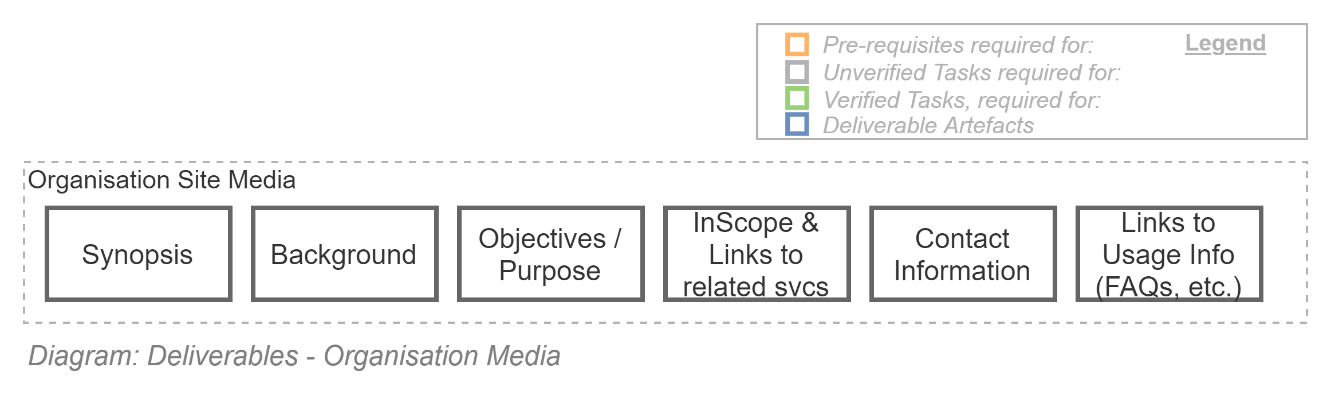 Legend
Pre-requisites required for:
Unverified Tasks required for:
Verified Tasks, required for:
Deliverable Artefacts
Organisation Site Media
Synopsis
Background
Objectives /
Purpose
InScope &
Links to
related svcs
Contact
Information
Links to
Usage Info
(FAQs, etc.)
Diagram: Deliverables - Organisation Media